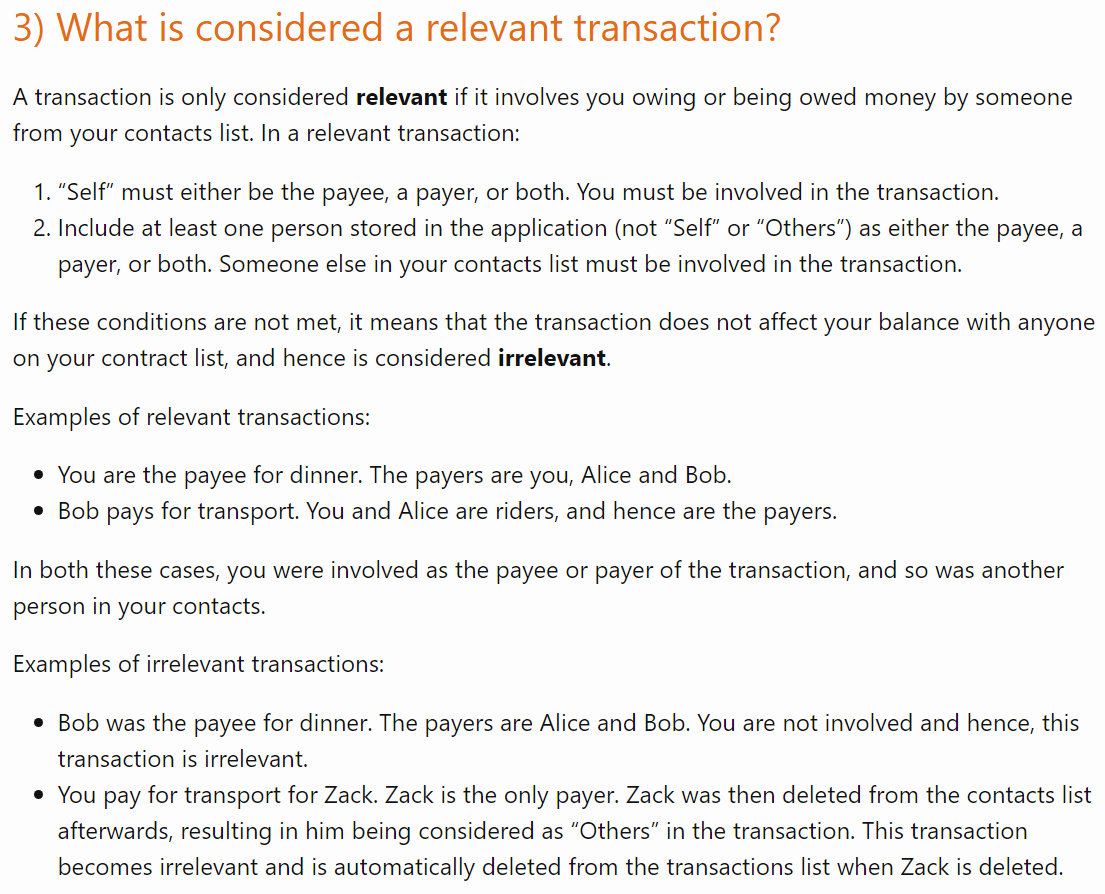 3) What is considered a relevant transaction?
A transaction is only considered relevant if it involves you owing or being owed money by someone
from your contacts list. In a relevant transaction:
1. “Self” must either be the payee, a payer, or both. You must be involved in the transaction.
2. Include at least one person stored in the application (not “Self” or “Others”) as either the payee, a
payer, or both. Someone else in your contacts list must be involved in the transaction.
If these conditions are not met, it means that the transaction does not affect your balance with anyone
on your contract list, and hence is considered irrelevant.
Examples of relevant transactions:
• You are the payee for dinner. The payers are you, Alice and Bob.
• Bob pays for transport. You and Alice are riders, and hence are the payers.
In both these cases, you were involved as the payee or payer of the transaction, and so was another
person in your contacts.
Examples of irrelevant transactions:
• Bob was the payee for dinner. The payers are Alice and Bob. You are not involved and hence, this
transaction is irrelevant.
• You pay for transport for Zack. Zack is the only payer. Zack was then deleted from the contacts list
afterwards, resulting in him being considered as “Others” in the transaction. This transaction
becomes irrelevant and is automatically deleted from the transactions list when Zack is deleted.